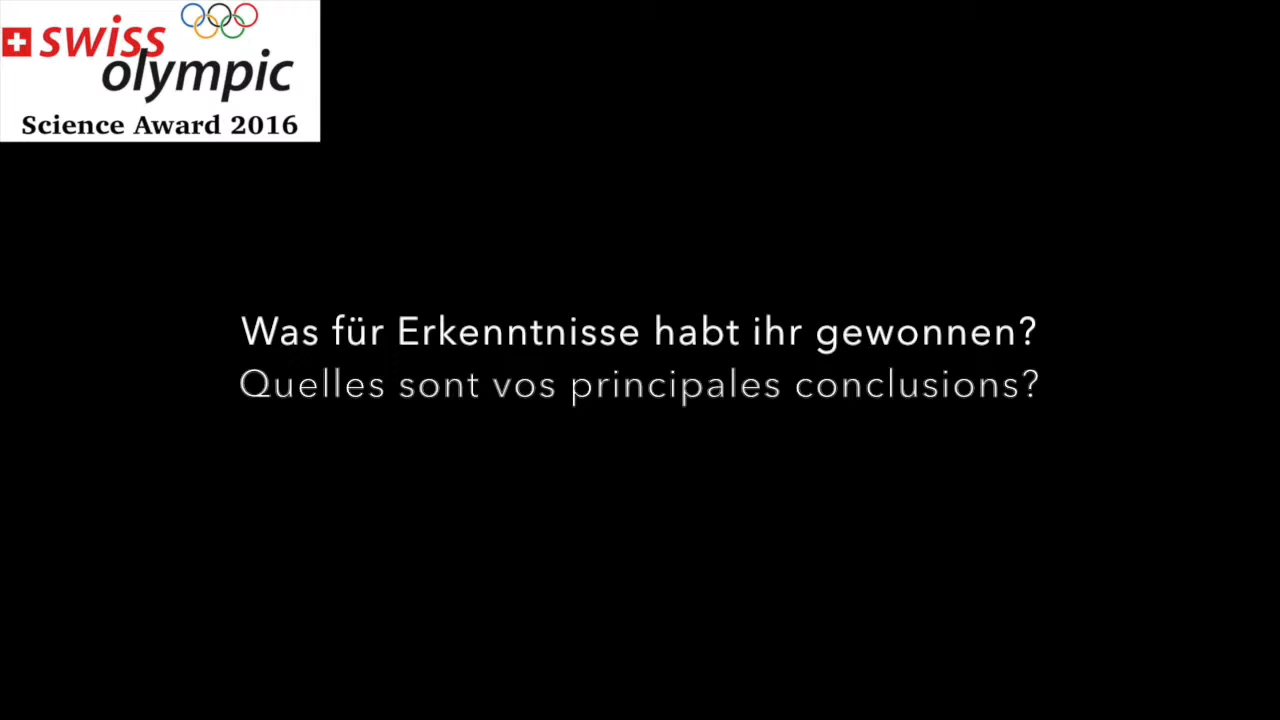 swiss
olympic
Science Award 2016
Was für Erkenntnisse habt ihr gewonnen?
Quelles sont vos principales conclusions?